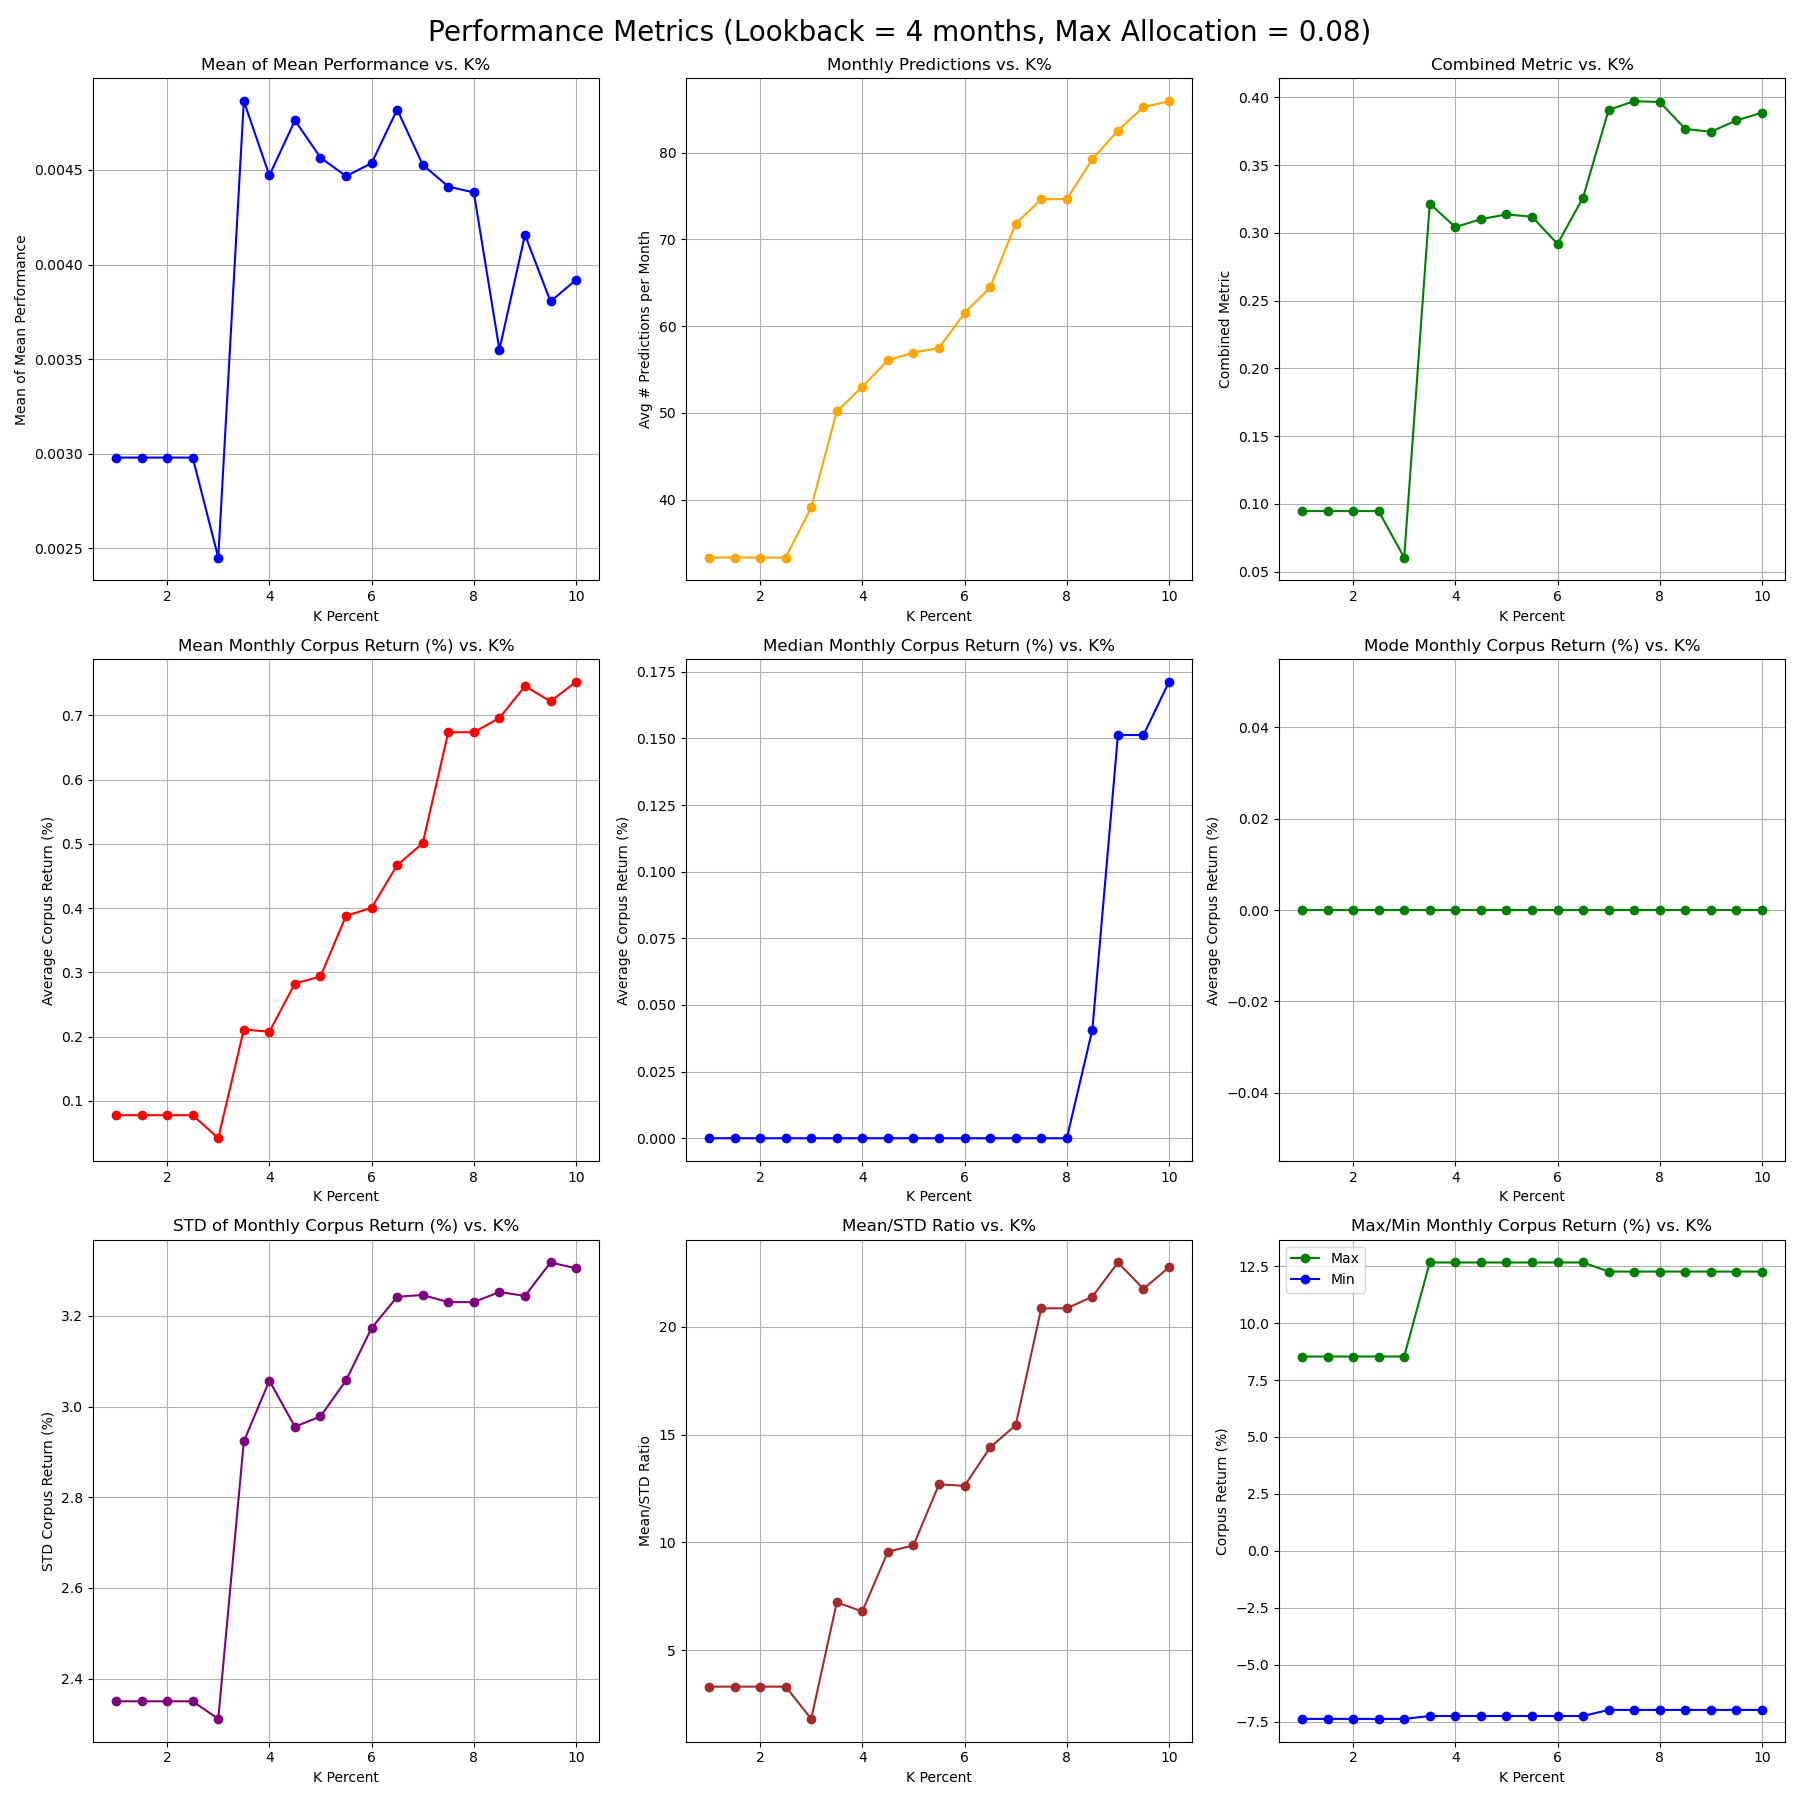 Performance Metrics (Lookback = 4 months, Max Allocation = 0.08)
Mean of Mean Performance vs. K%
Mean of Mean Performance
0.0045
0.0040
0.0035
0.0030
0.0025
2 4 6 8 10
K Percent
Monthly Predictions vs. K%
Avg # Predictions per Month
80
70
60
50
40
2 4 6 8 10
K Percent
Combined Metric vs. K%
Combined Metric
0.40
0.35
0.30
0.25
0.20
0.15
0.10
0.05
2 4 6 8 10
K Percent
Mean Monthly Corpus Return (%) vs. K%
Average Corpus Return (%)
0.7
0.6
0.5
0.4
0.3
0.2
0.1
2 4 6 8 10
K Percent
Median Monthly Corpus Return (%) vs. K%
Average Corpus Return (%)
0.175
0.150
0.125
0.100
0.075
0.050
0.025
0.000
2 4 6 8 10
K Percent
Mode Monthly Corpus Return (%) vs. K%
Average Corpus Return (%)
0.04
0.02
0.00
−0.02
−0.04
2 4 6 8 10
K Percent
STD of Monthly Corpus Return (%) vs. K%
STD Corpus Return (%)
3.2
3.0
2.8
2.6
2.4
2 4 6 8 10
K Percent
Mean/STD Ratio vs. K%
Mean/STD Ratio
20
15
10
5
2 4 6 8 10
K Percent
Max/Min Monthly Corpus Return (%) vs. K%
Max
Min
Corpus Return (%)
12.5
10.0
7.5
5.0
2.5
0.0
−2.5
−5.0
−7.5
2 4 6 8 10
K Percent